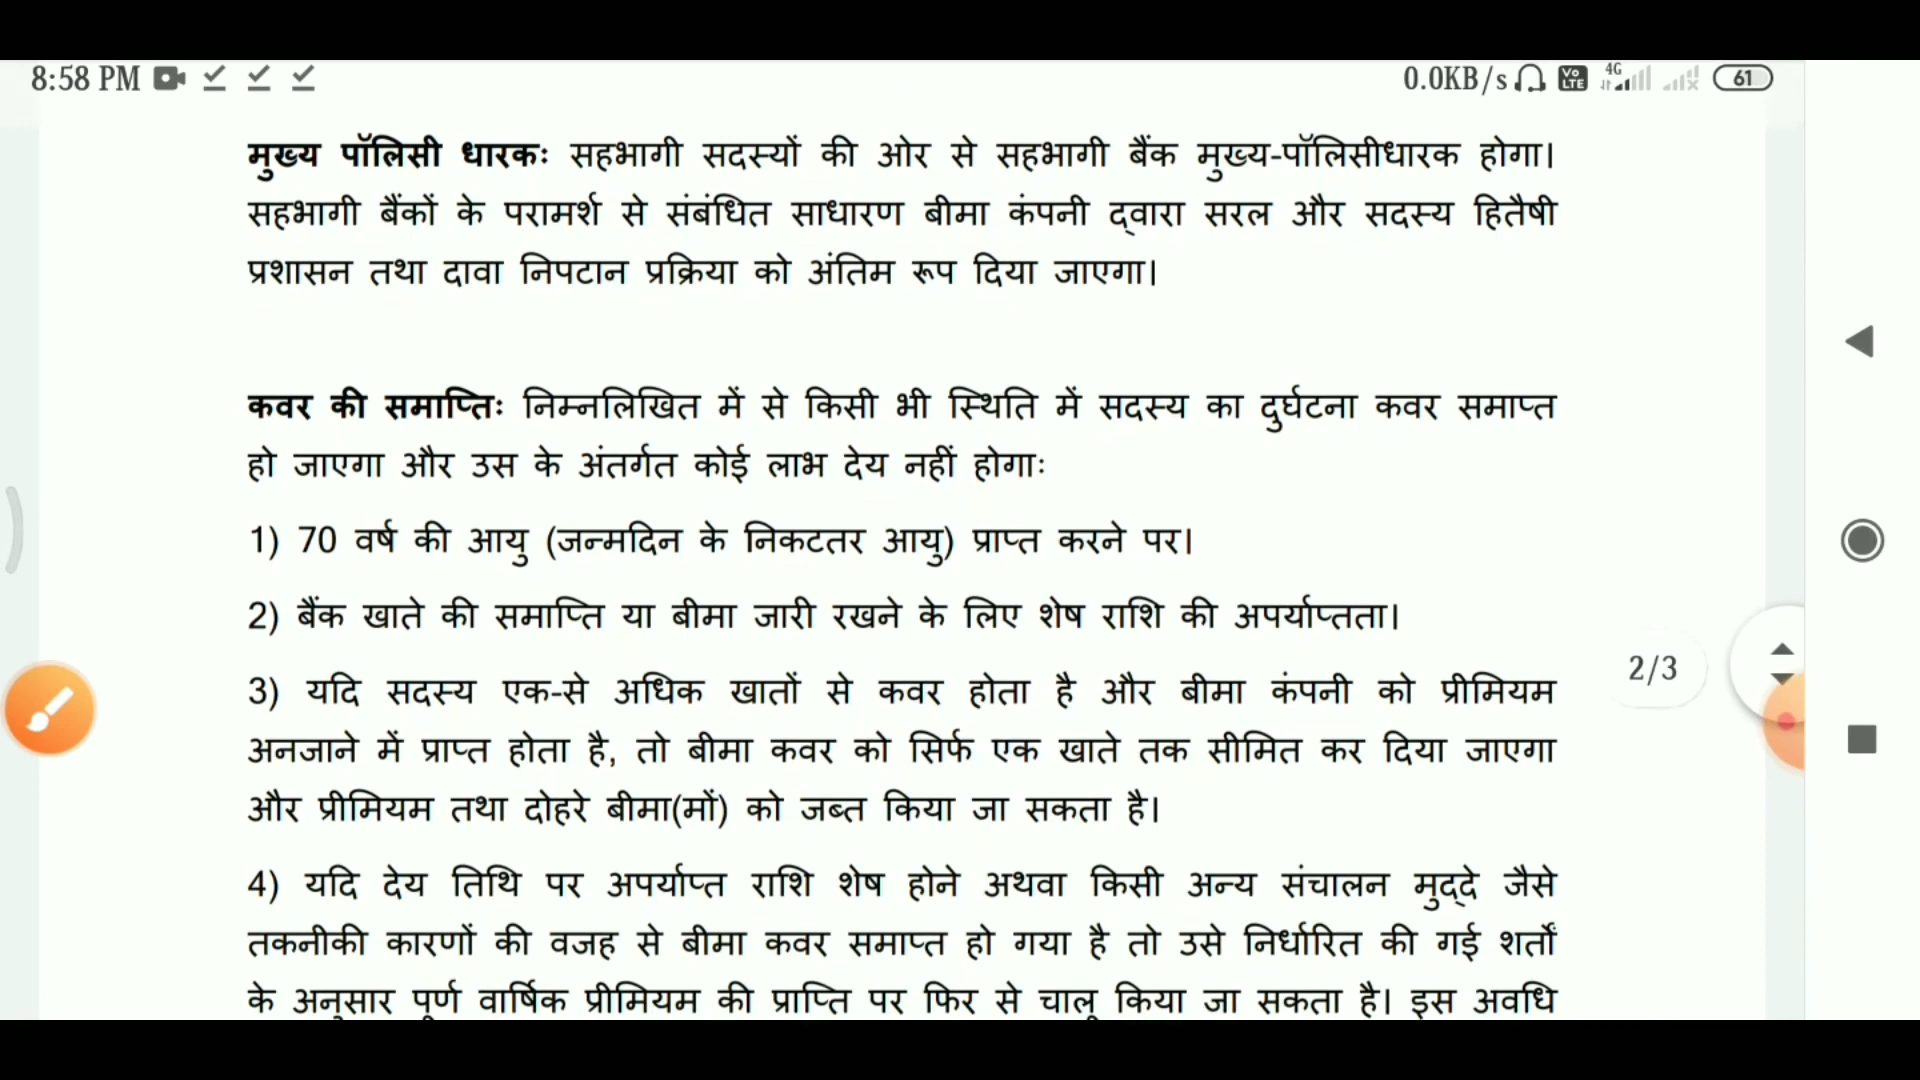 8:58 PM
0.0KB/s Vo LTE 4G 61
मुख्य पॉलिसी धारकः सहभागी सदस्यों की ओर से सहभागी बैंक मुख्य-पॉलिसीधारक होगा।
सहभागी बैंकों के परामर्श से संबंधित साधारण बीमा कंपनी द्वारा सरल और सदस्य हितैषी
प्रशासन तथा दावा निपटान प्रक्रिया को अंतिम रूप दिया जाएगा।
कवर की समाप्तिः निम्नलिखित में से किसी भी स्थिति में सदस्य का दुर्घटना कवर समाप्त
हो जाएगा और उस के अंतर्गत कोई लाभ देय नहीं होगाः
1) 70 वर्ष की आयु (जन्मदिन के निकटतर आयु) प्राप्त करने पर।
2) बैंक खाते की समाप्ति या बीमा जारी रखने के लिए शेष राशि की अपर्याप्तता।
3) यदि सदस्य एक-से अधिक खातों से कवर होता है और बीमा कंपनी को प्रीमियम
अनजाने में प्राप्त होता है, तो बीमा कवर को सिर्फ एक खाते तक सीमित कर दिया जाएगा
और प्रीमियम तथा दोहरे बीमा(मों) को जब्त किया जा सकता है।
4) यदि देय तिथि पर अपर्याप्त राशि शेष होने अथवा किसी अन्य संचालन मुद्दे जैसे
तकनीकी कारणों की वजह से बीमा कवर समाप्त हो गया है तो उसे निर्धारित की गई शर्तों
के अनुसार पूर्ण वार्षिक प्रीमियम की प्राप्ति पर फिर से चालू किया जा सकता है। इस अवधि
2/3